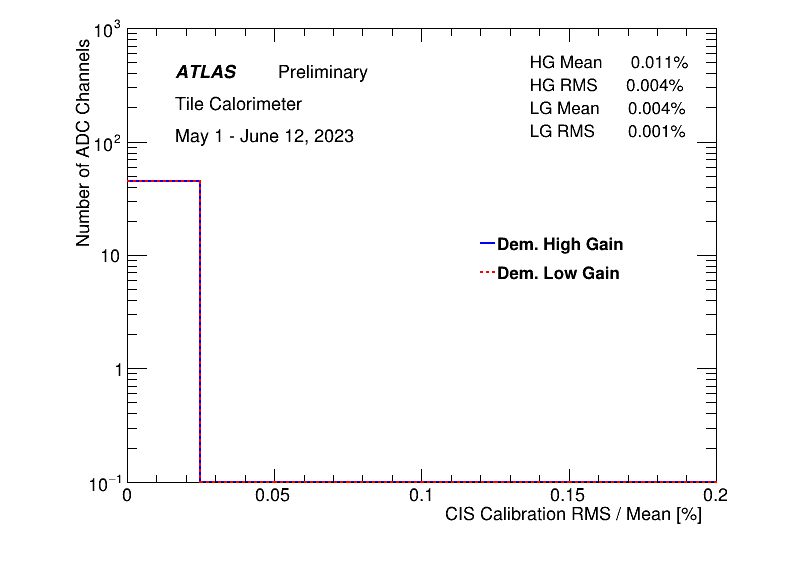 ATLAS Preliminary
Tile Calorimeter
May 1 - June 12, 2023
HG Mean 0.011%
HG RMS 0.004%
LG Mean 0.004%
LG RMS 0.001%
Dem. High Gain
Dem. Low Gain
Number of ADC Channels
10³
10²
10
1
10⁻¹
0 0.05 0.1 0.15 0.2
CIS Calibration RMS / Mean [%]